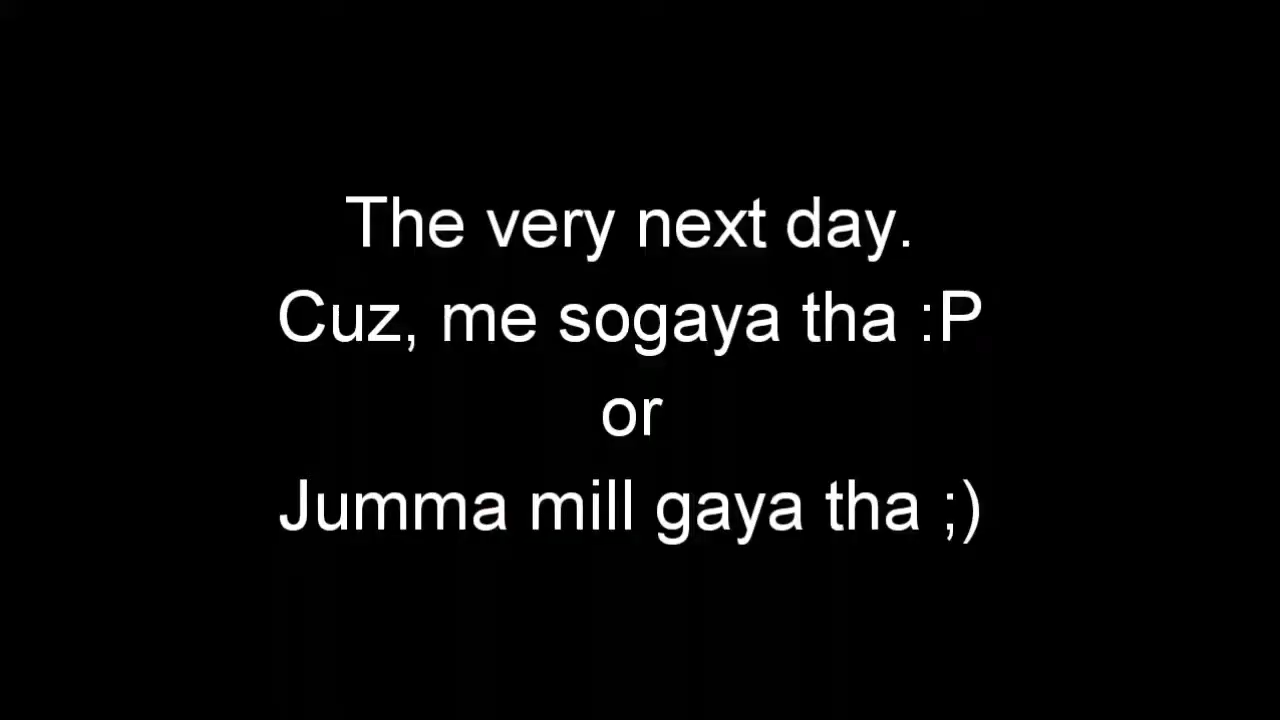 The very next day.
Cuz, me sogaya tha :P
or
Jumma mill gaya tha ;)